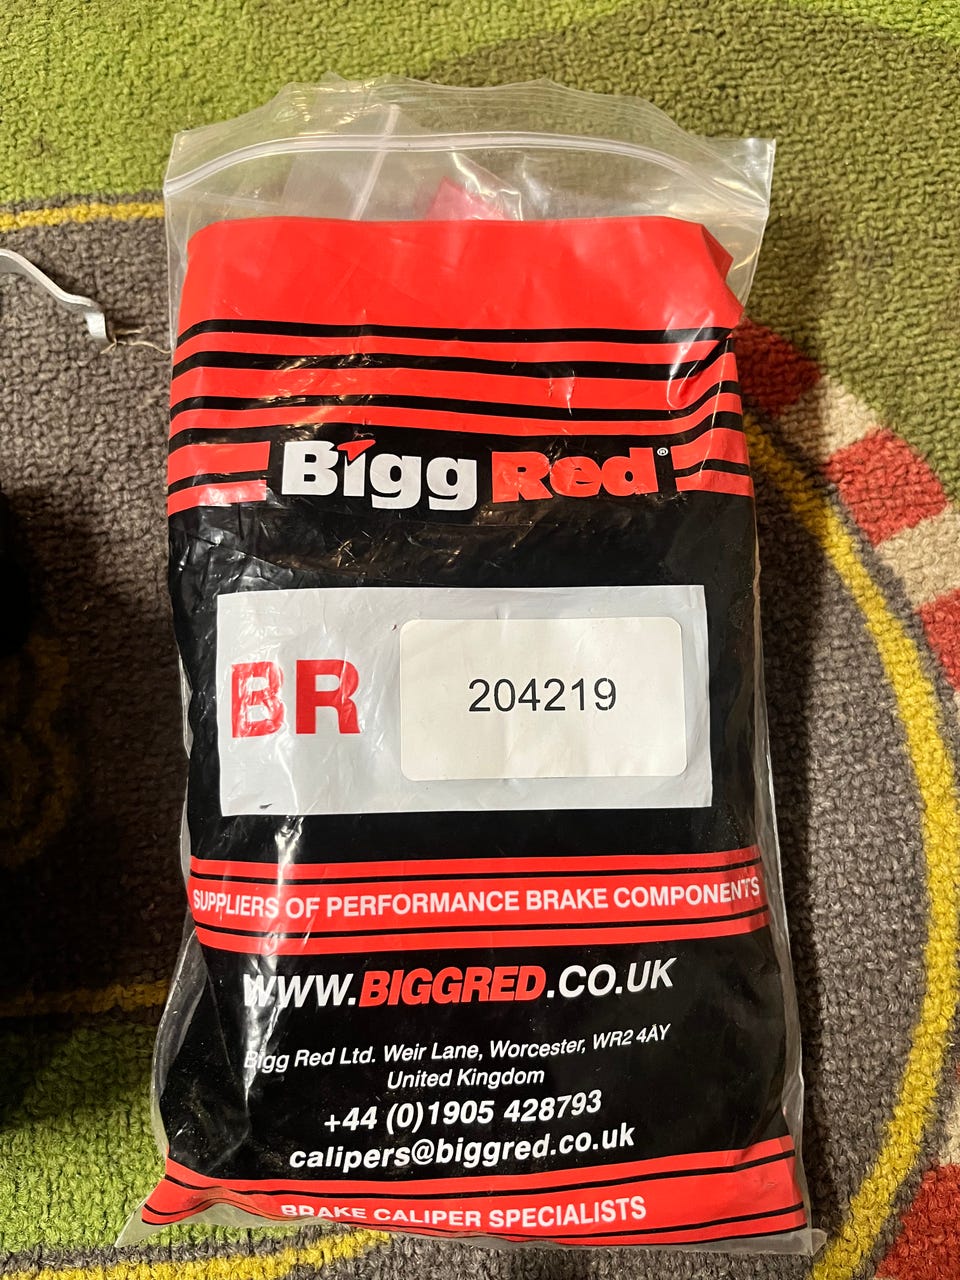 Bigg Red®
BR 204219
SUPPLIERS OF PERFORMANCE BRAKE COMPONENTS
WWW.BIGGRED.CO.UK
Bigg Red Ltd. Weir Lane, Worcester, WR2 4AY
United Kingdom
+44 (0)1905 428793
calipers@biggred.co.uk
BRAKE CALIPER SPECIALISTS